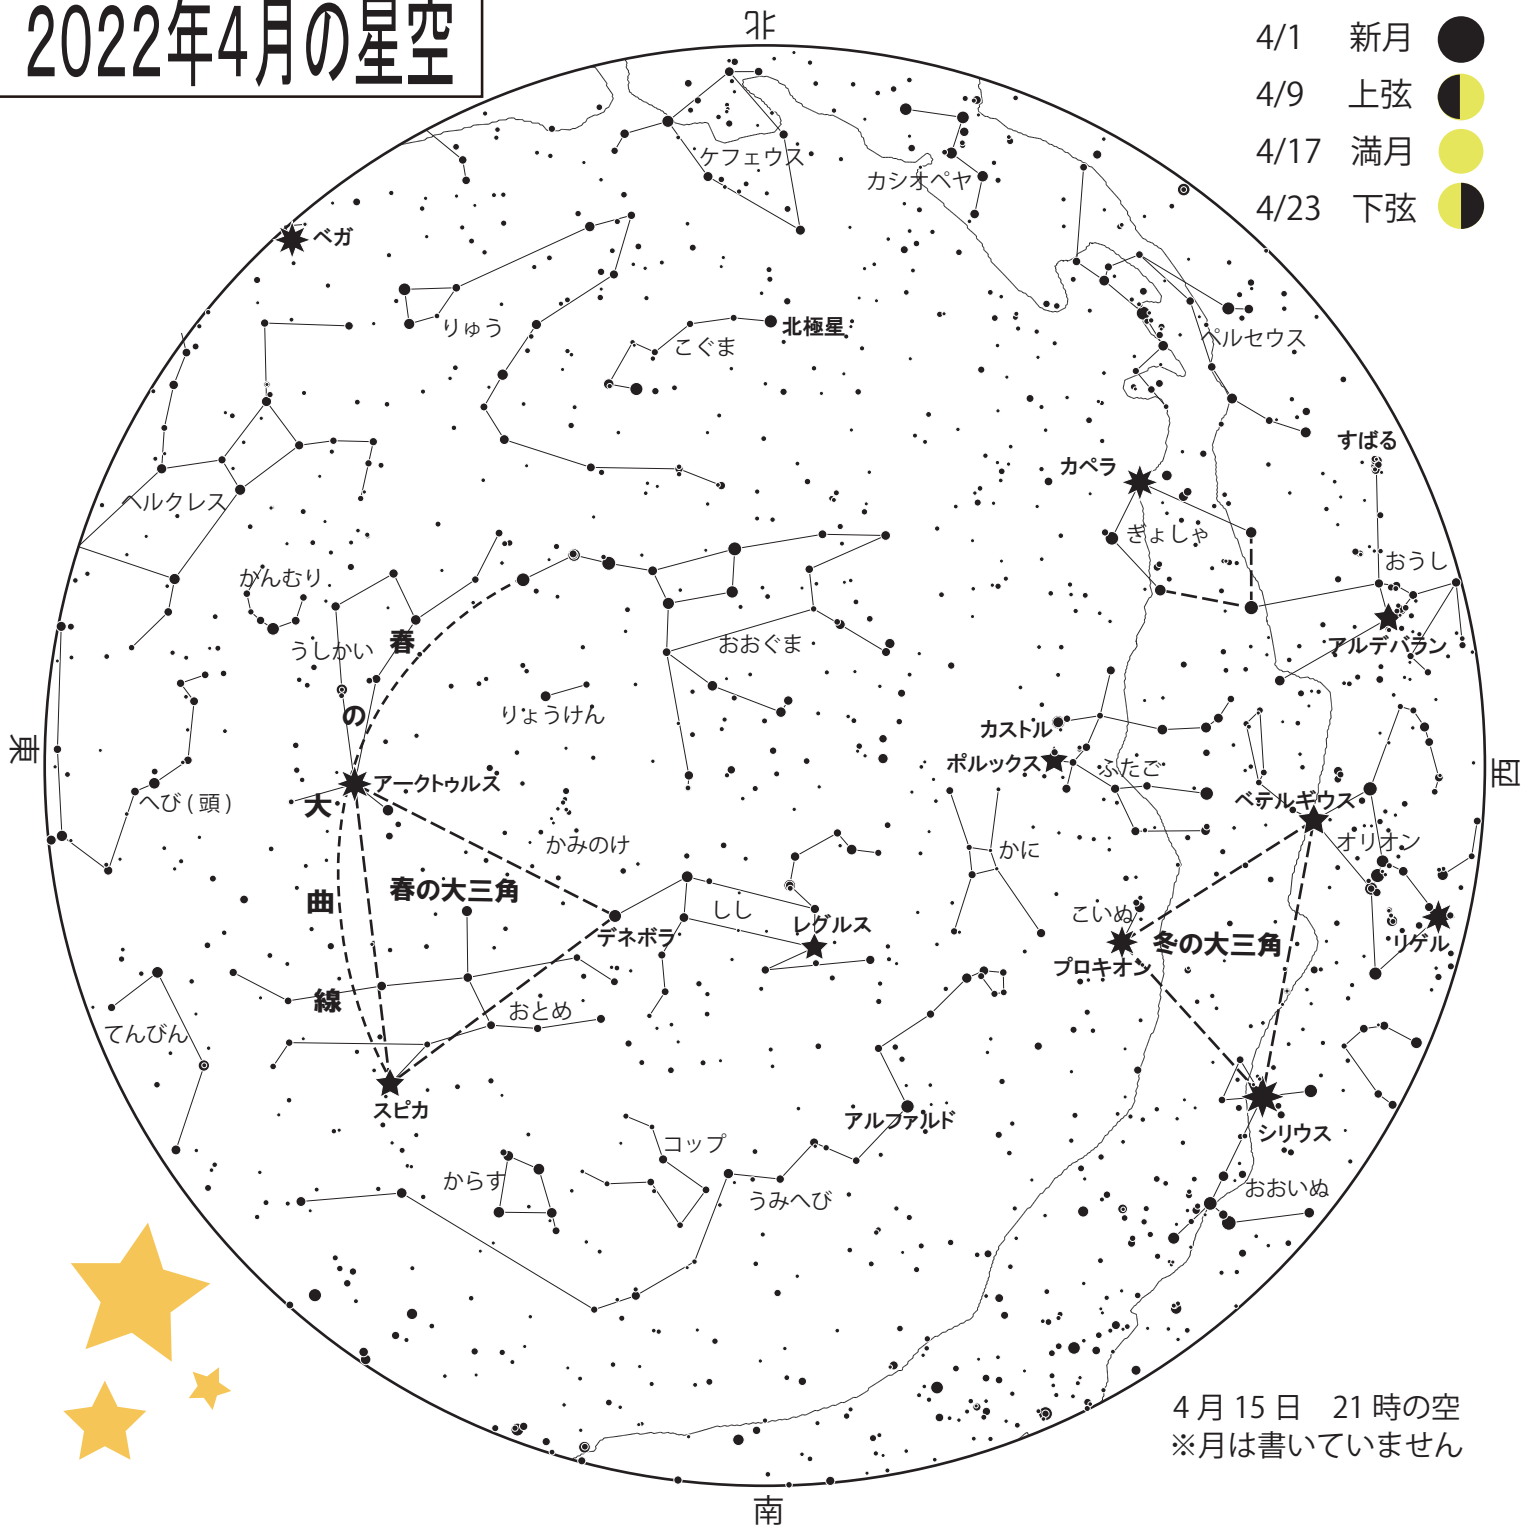 2022年4月の星空
北
4/1 新月
4/9 上弦
4/17 満月
4/23 下弦
ケフェウス
カシオペヤ
ベガ
りゅう
こぐま
北極星
ペルセウス
すばる
カペラ
ヘルクレス
ぎょしゃ
おうし
かんむり
うしかい
春
おおぐま
アルデバラン
りょうけん
の
カストル
東
西
ポルックス
ふたご
アークトゥルス
へび(頭)
大
ベテルギウス
かみのけ
かに
オリオン
春の大三角
曲
しし
レグルス
こいぬ
デネボラ
リゲル
冬の大三角
プロキオン
線
おとめ
てんびん
スピカ
アルファルド
シリウス
コップ
からす
うみへび
おおいぬ
4月15日 21時の空
※月は書いていません
南